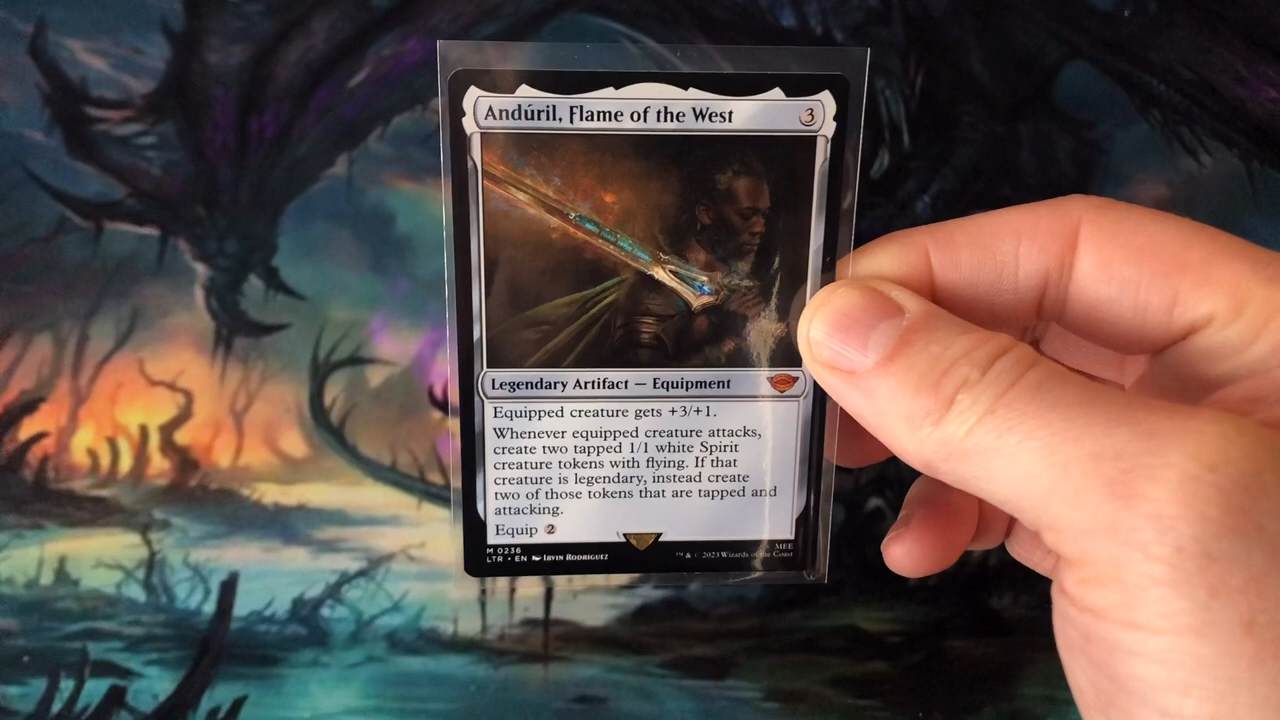 Andúril, Flame of the West 3
Legendary Artifact — Equipment
Equipped creature gets +3/+1.
Whenever equipped creature attacks,
create two tapped 1/1 white Spirit
creature tokens with flying. If that
creature is legendary, instead create
two of those tokens that are tapped and
attacking.
Equip 2
M 0236
LTR • EN Irvin Rodriguez
MEE
™ & © 2023 Wizards of the Coast